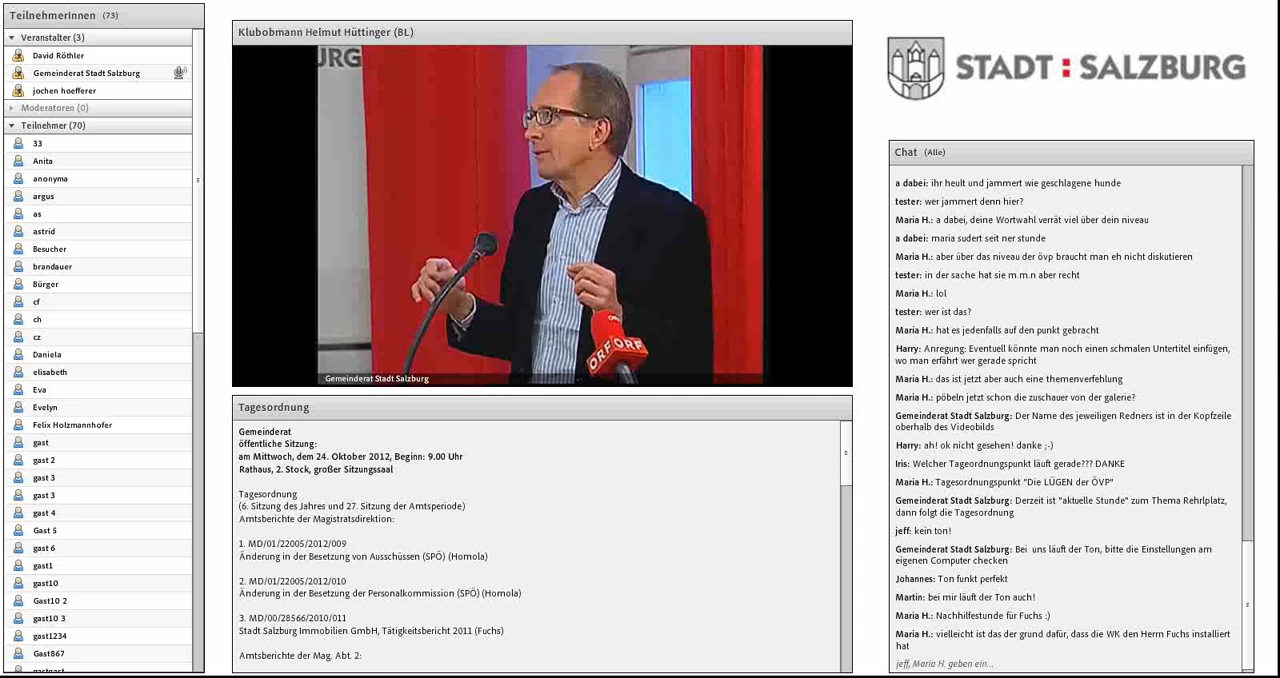 TeilnehmerInnen (73)
Veranstalter (3)
David Röthler
Gemeinderat Stadt Salzburg
jochen hoefferer
Moderatoren (0)
Teilnehmer (70)
33
Anita
anonyma
argus
as
astrid
Besucher
brandauer
Bürger
cf
ch
cz
Daniela
elisabeth
Eva
Evelyn
Felix Holzmannhofer
gast
gast 2
gast 3
gast 3
gast 4
Gast 5
gast 6
gast1
gast10
Gast10 2
gast10 3
gast1234
Gast867
gastgast
Klubobmann Helmut Hüttinger (BL)
URG
ORF ORF
Gemeinderat Stadt Salzburg
Tagesordnung
Gemeinderat
öffentliche Sitzung:
am Mittwoch, dem 24. Oktober 2012, Beginn: 9.00 Uhr
Rathaus, 2. Stock, großer Sitzungssaal
Tagesordnung
(6. Sitzung des Jahres und 27. Sitzung der Amtsperiode)
Amtsberichte der Magistratsdirektion:
1. MD/01/22005/2012/009
Änderung in der Besetzung von Ausschüssen (SPÖ) (Homola)
2. MD/01/22005/2012/010
Änderung in der Besetzung der Personalkommission (SPÖ) (Homola)
3. MD/00/28566/2010/011
Stadt Salzburg Immobilien GmbH, Tätigkeitsbericht 2011 (Fuchs)
Amtsberichte der Mag. Abt. 2:
STADT : SALZBURG
Chat (Alle)
a dabei: ihr heult und jammert wie geschlagene hunde
tester: wer jammert denn hier?
Maria H.: a dabei, deine Wortwahl verrät viel über dein niveau
a dabei: maria sudert seit ner stunde
Maria H.: aber über das niveau der övp braucht man eh nicht diskutieren
tester: in der sache hat sie m.m.n aber recht
Maria H.: lol
tester: wer ist das?
Maria H.: hat es jedenfalls auf den punkt gebracht
Harry: Anregung: Eventuell könnte man noch einen schmalen Untertitel einfügen,
wo man erfährt wer gerade spricht
Maria H.: das ist jetzt aber auch eine themenverfehlung
Maria H.: pöbeln jetzt schon die zuschauer von der galerie?
Gemeinderat Stadt Salzburg: Der Name des jeweiligen Redners ist in der Kopfzeile
oberhalb des Videobilds
Harry: ah! ok nicht gesehen! danke ;-)
Iris: Welcher Tageordnungspunkt läuft gerade??? DANKE
Maria H.: Tagesordnungspunkt "Die LÜGEN der ÖVP"
Gemeinderat Stadt Salzburg: Derzeit ist "aktuelle Stunde" zum Thema Rehrlplatz,
dann folgt die Tagesordnung
jeff: kein ton!
Gemeinderat Stadt Salzburg: Bei uns läuft der Ton, bitte die Einstellungen am
eigenen Computer checken
Johannes: Ton funkt perfekt
Martin: bei mir läuft der Ton auch!
Maria H.: Nachhilfestunde für Fuchs :)
Maria H.: vielleicht ist das der grund dafür, dass die WK den Herrn Fuchs installiert
hat
jeff, Maria H. geben ein...